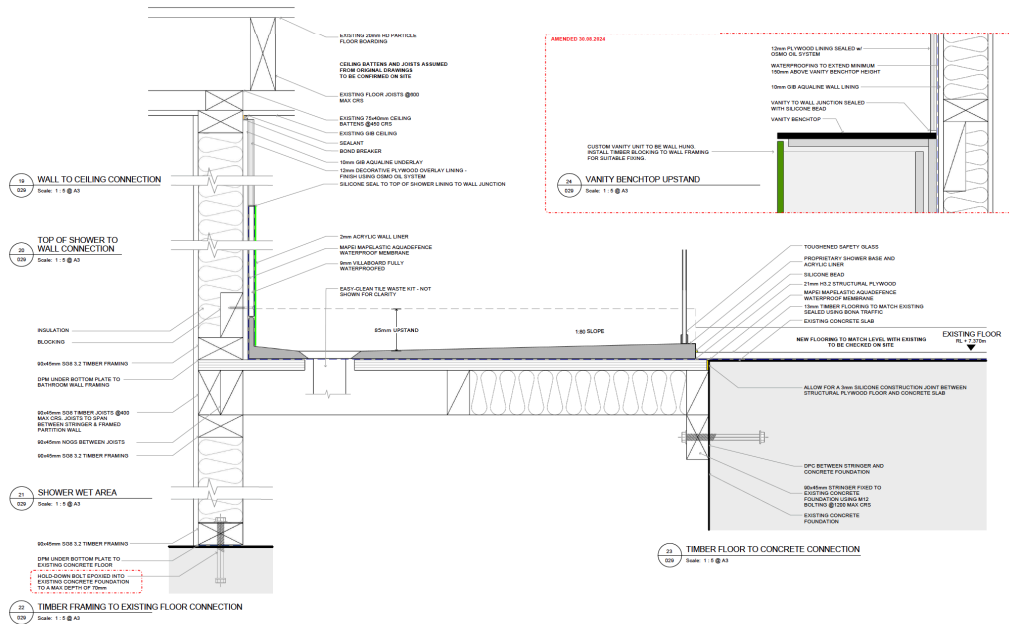 EXISTING 20mm HD PARTICLE
FLOOR BOARDING
CEILING BATTENS AND JOISTS ASSUMED
FROM ORIGINAL DRAWINGS
TO BE CONFIRMED ON SITE
EXISTING FLOOR JOISTS @600
MAX CRS
EXISTING 75x40mm CEILING
BATTENS @450 CRS
EXISTING GIB CEILING
SEALANT
BOND BREAKER
10mm GIB AQUALINE UNDERLAY
12mm DECORATIVE PLYWOOD OVERLAY LINING -
FINISH USING OSMO OIL SYSTEM
SILICONE SEAL TO TOP OF SHOWER LINING TO WALL JUNCTION
19
029
WALL TO CEILING CONNECTION
Scale: 1 : 5 @ A3
20
029
TOP OF SHOWER TO
WALL CONNECTION
Scale: 1 : 5 @ A3
2mm ACRYLIC WALL LINER
MAPEI MAPELASTIC AQUADEFENCE
WATERPROOF MEMBRANE
9mm VILLABOARD FULLY
WATERPROOFED
EASY-CLEAN TILE WASTE KIT - NOT
SHOWN FOR CLARITY
AMENDED 30.08.2024
12mm PLYWOOD LINING SEALED w/
OSMO OIL SYSTEM
WATERPROOFING TO EXTEND MINIMUM
150mm ABOVE VANITY BENCHTOP HEIGHT
10mm GIB AQUALINE WALL LINING
VANITY TO WALL JUNCTION SEALED
WITH SILICONE BEAD
VANITY BENCHTOP
CUSTOM VANITY UNIT TO BE WALL HUNG.
INSTALL TIMBER BLOCKING TO WALL FRAMING
FOR SUITABLE FIXING.
24
029
VANITY BENCHTOP UPSTAND
Scale: 1 : 5 @ A3
TOUGHENED SAFETY GLASS
PROPRIETARY SHOWER BASE AND
ACRYLIC LINER
SILICONE BEAD
21mm H3.2 STRUCTURAL PLYWOOD
MAPEI MAPELASTIC AQUADEFENCE
WATERPROOF MEMBRANE
13mm TIMBER FLOORING TO MATCH EXISTING
SEALED USING BONA TRAFFIC
EXISTING CONCRETE SLAB
NEW FLOORING TO MATCH LEVEL WITH EXISTING
TO BE CHECKED ON SITE
EXISTING FLOOR
RL + 7.370m
85mm UPSTAND
1:60 SLOPE
INSULATION
BLOCKING
90x45mm SG8 3.2 TIMBER FRAMING
DPM UNDER BOTTOM PLATE TO
BATHROOM WALL FRAMING
90x45mm SG8 TIMBER JOISTS @400
MAX CRS. JOISTS TO SPAN
BETWEEN STRINGER & FRAMED
PARTITION WALL
90x45mm NOGS BETWEEN JOISTS
90x45mm SG8 3.2 TIMBER FRAMING
ALLOW FOR A 3mm SILICONE CONSTRUCTION JOINT BETWEEN
STRUCTURAL PLYWOOD FLOOR AND CONCRETE SLAB
DPC BETWEEN STRINGER AND
CONCRETE FOUNDATION
90x45mm STRINGER FIXED TO
EXISTING CONCRETE
FOUNDATION USING M12
BOLTING @1200 MAX CRS
EXISTING CONCRETE
FOUNDATION
21
029
SHOWER WET AREA
Scale: 1 : 5 @ A3
90x45mm SG8 3.2 TIMBER FRAMING
DPM UNDER BOTTOM PLATE TO
EXISTING CONCRETE FLOOR
HOLD-DOWN BOLT EPOXIED INTO
EXISTING CONCRETE FOUNDATION
TO A MAX DEPTH OF 70mm
22
029
TIMBER FRAMING TO EXISTING FLOOR CONNECTION
Scale: 1 : 5 @ A3
23
029
TIMBER FLOOR TO CONCRETE CONNECTION
Scale: 1 : 5 @ A3